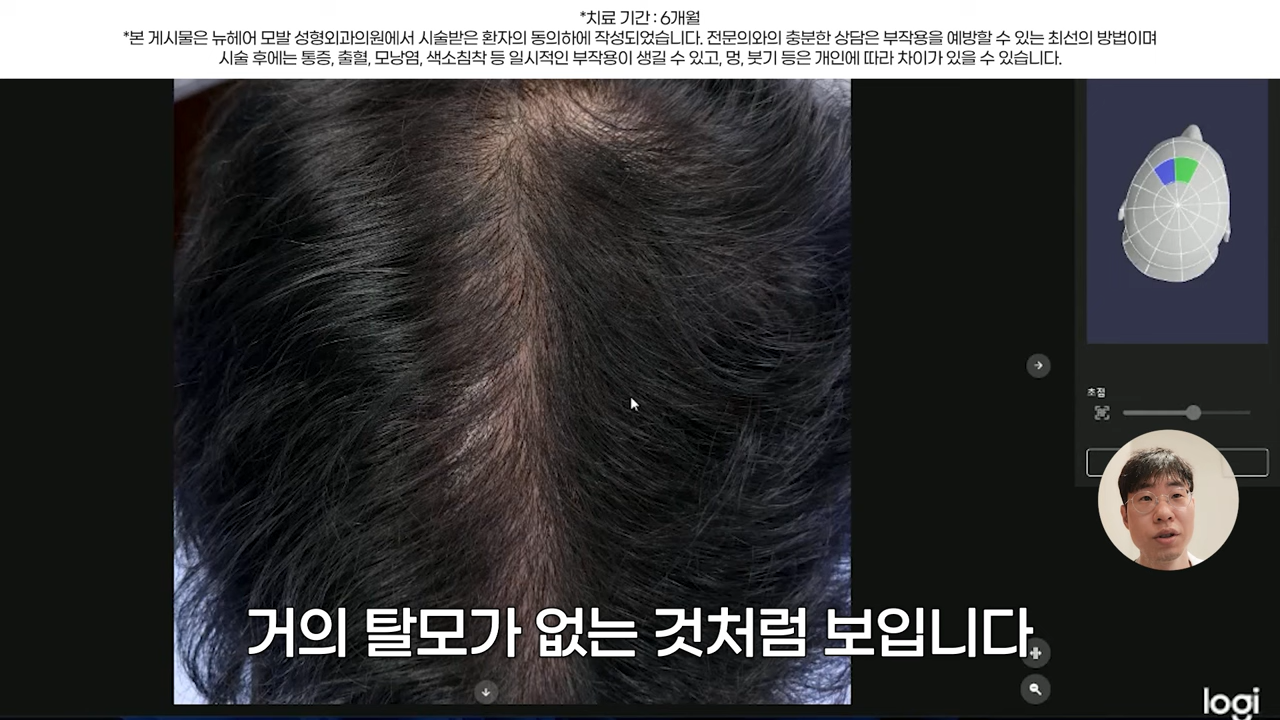 *치료 기간 : 6개월
*본 게시물은 뉴헤어 모발 성형외과의원에서 시술받은 환자의 동의하에 작성되었습니다. 전문의와의 충분한 상담은 부작용을 예방할 수 있는 최선의 방법이며
시술 후에는 통증, 출혈, 모낭염, 색소침착 등 일시적인 부작용이 생길 수 있고, 멍, 붓기 등은 개인에 따라 차이가 있을 수 있습니다.
초점
거의 탈모가 없는 것처럼 보입니다
logi